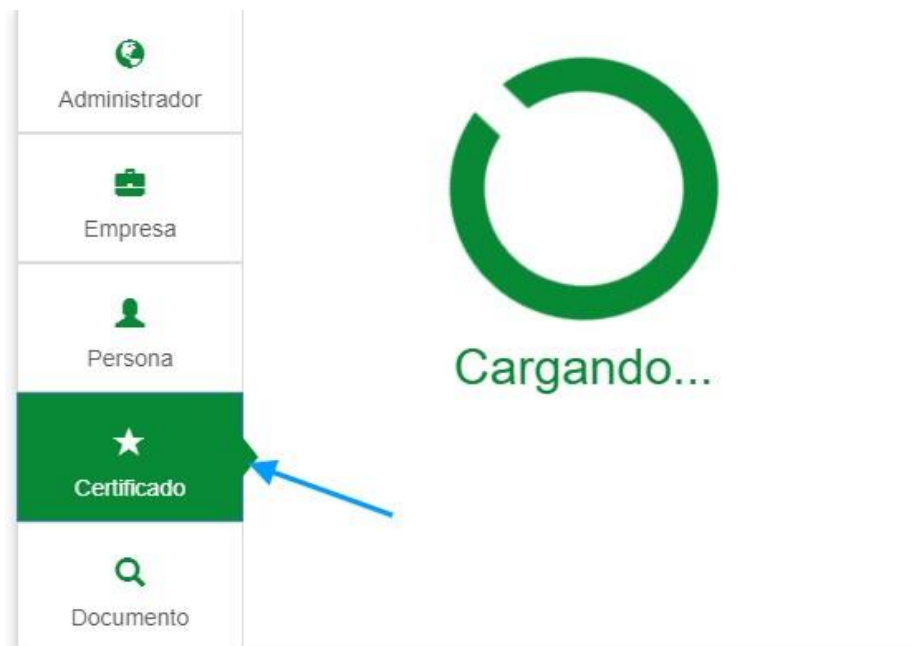 Administrador
Empresa
Persona
Cargando...
Certificado
Documento